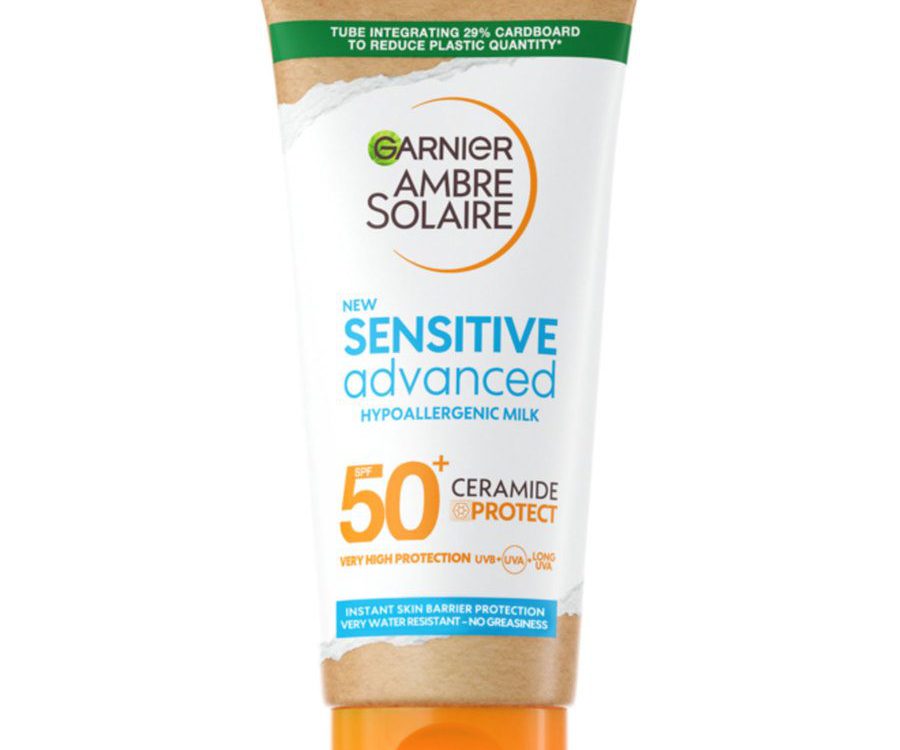 TUBE INTEGRATING 29% CARDBOARD
TO REDUCE PLASTIC QUANTITY*
GARNIER
AMBRE
SOLAIRE
NEW
SENSITIVE
advanced
HYPOALLERGENIC MILK
SPF
50+
CERAMIDE
PROTECT
VERY HIGH PROTECTION UVB+UVA+LONG
UVA
INSTANT SKIN BARRIER PROTECTION
VERY WATER RESISTANT - NO GREASINESS